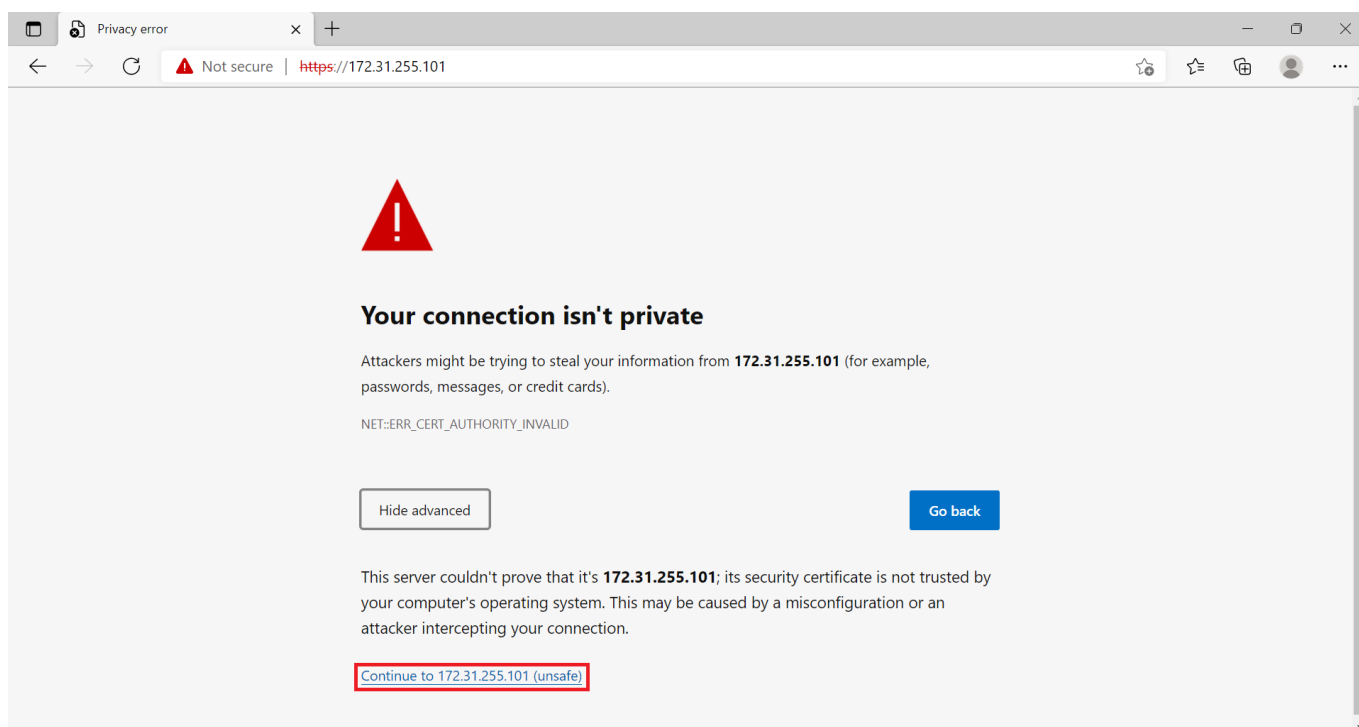 Privacy error
Not secure | https://172.31.255.101
!
Your connection isn't private
Attackers might be trying to steal your information from 172.31.255.101 (for example,
passwords, messages, or credit cards).
NET::ERR_CERT_AUTHORITY_INVALID
Hide advanced
Go back
This server couldn't prove that it's 172.31.255.101; its security certificate is not trusted by
your computer's operating system. This may be caused by a misconfiguration or an
attacker intercepting your connection.
Continue to 172.31.255.101 (unsafe)